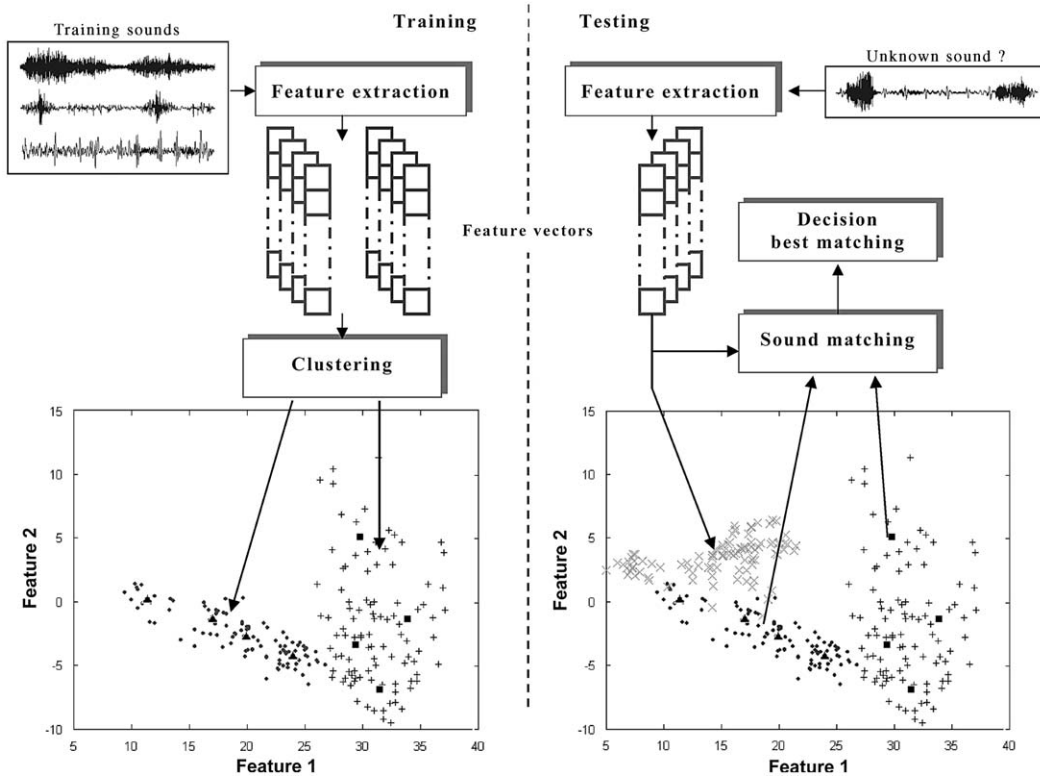 Training
Testing
Training sounds
Unknown sound ?
Feature extraction
Feature extraction
Feature vectors
Decision
best matching
Clustering
Sound matching
15
10
5
0
-5
-10
Feature 2
5 10 15 20 25 30 35 40
Feature 1
15
10
5
0
-5
-10
Feature 2
5 10 15 20 25 30 35 40
Feature 1